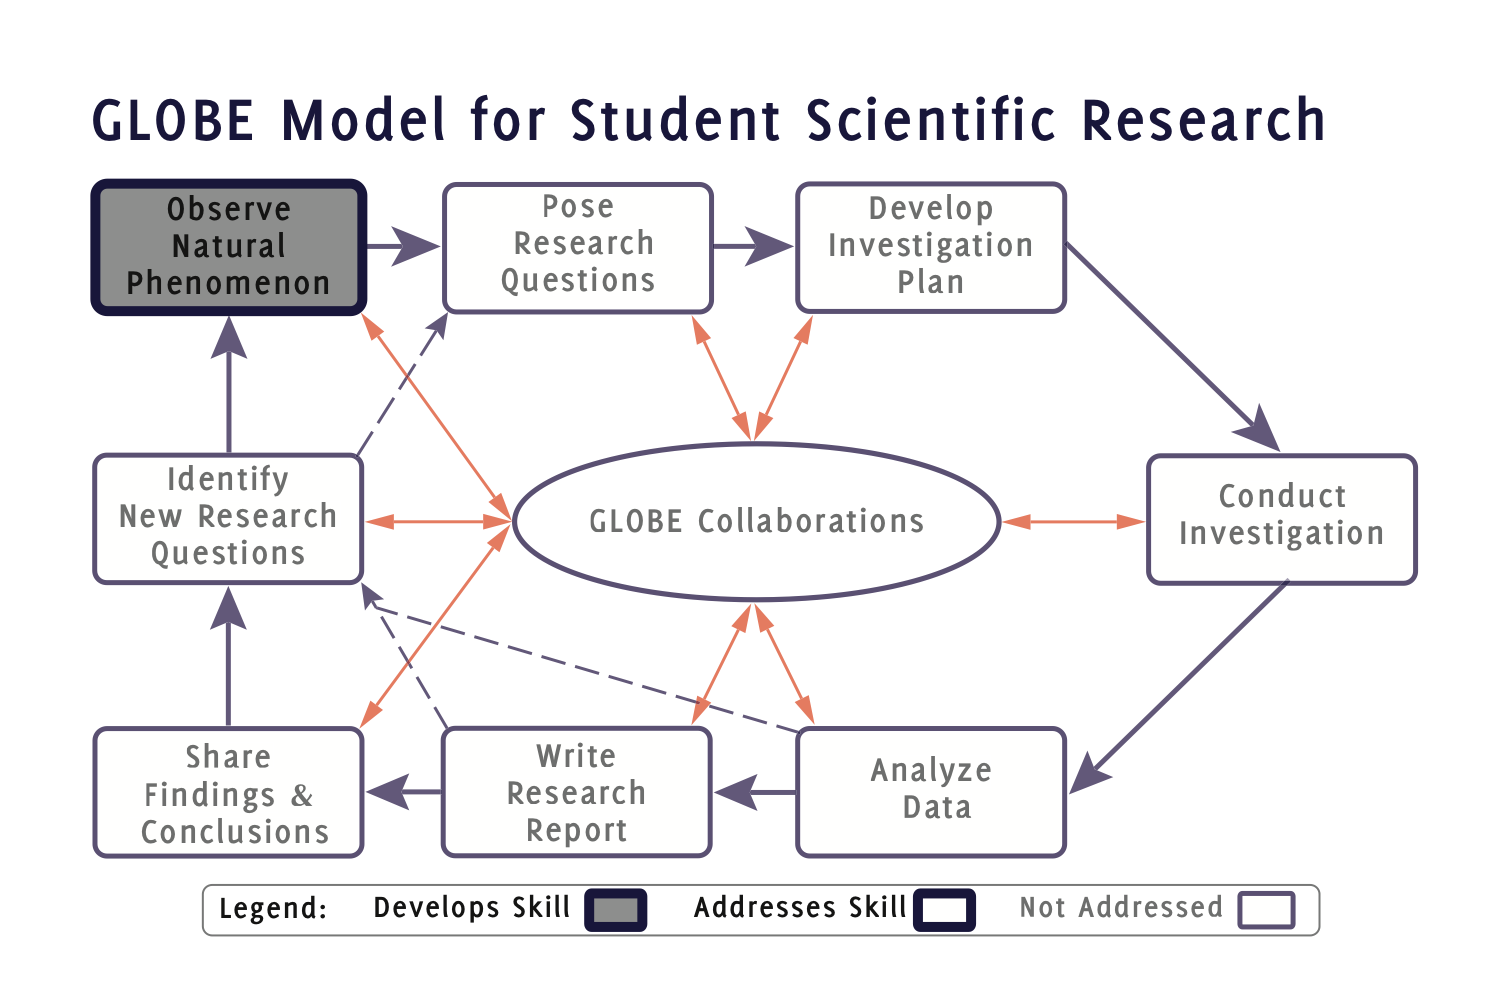 GLOBE Model for Student Scientific Research
Observe
Natural
Phenomenon
Pose
Research
Questions
Develop
Investigation
Plan
Identify
New Research
Questions
GLOBE Collaborations
Conduct
Investigation
Share
Findings &
Conclusions
Write
Research
Report
Analyze
Data
Legend: Develops Skill Addresses Skill Not Addressed